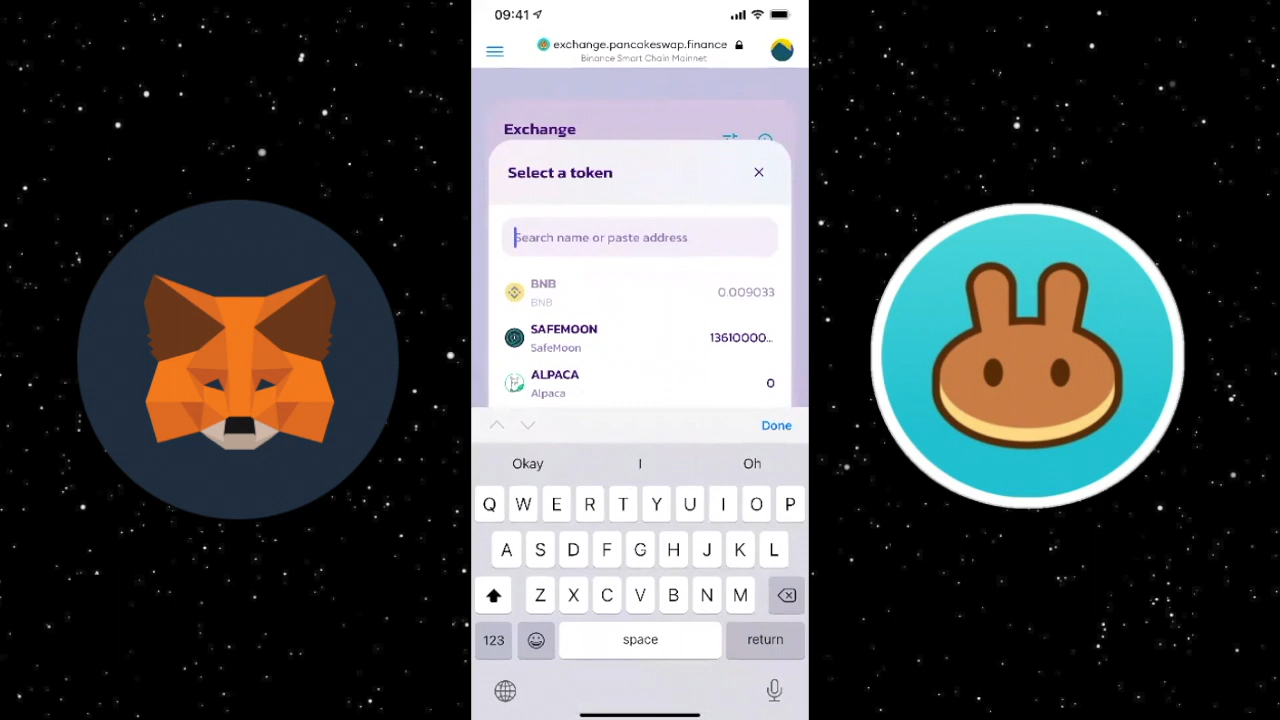 09:41
exchange.pancakeswap.finance
Binance Smart Chain Mainnet
Exchange
Select a token
Search name or paste address
BNB
BNB
0.009033
SAFEMOON
SafeMoon
13610000...
ALPACA
Alpaca
0
Done
Okay I Oh
Q W E R T Y U I O P
A S D F G H J K L
Z X C V B N M
123 space return